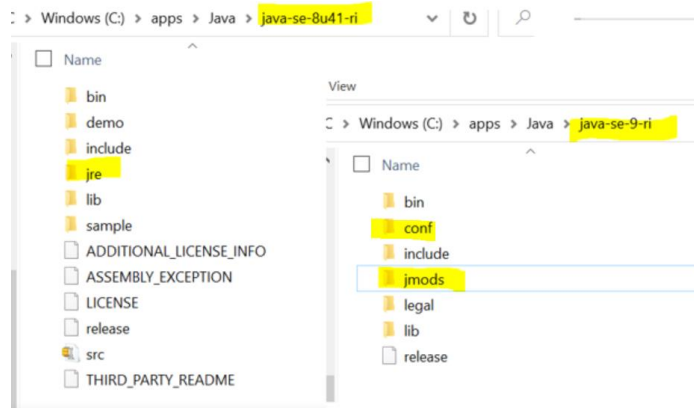 C > Windows (C:) > apps > Java > java-se-8u41-ri
Name
bin
demo
include
jre
lib
sample
ADDITIONAL_LICENSE_INFO
ASSEMBLY_EXCEPTION
LICENSE
release
src
THIRD_PARTY_README
View
C > Windows (C:) > apps > Java > java-se-9-ri
Name
bin
conf
include
jmods
legal
lib
release